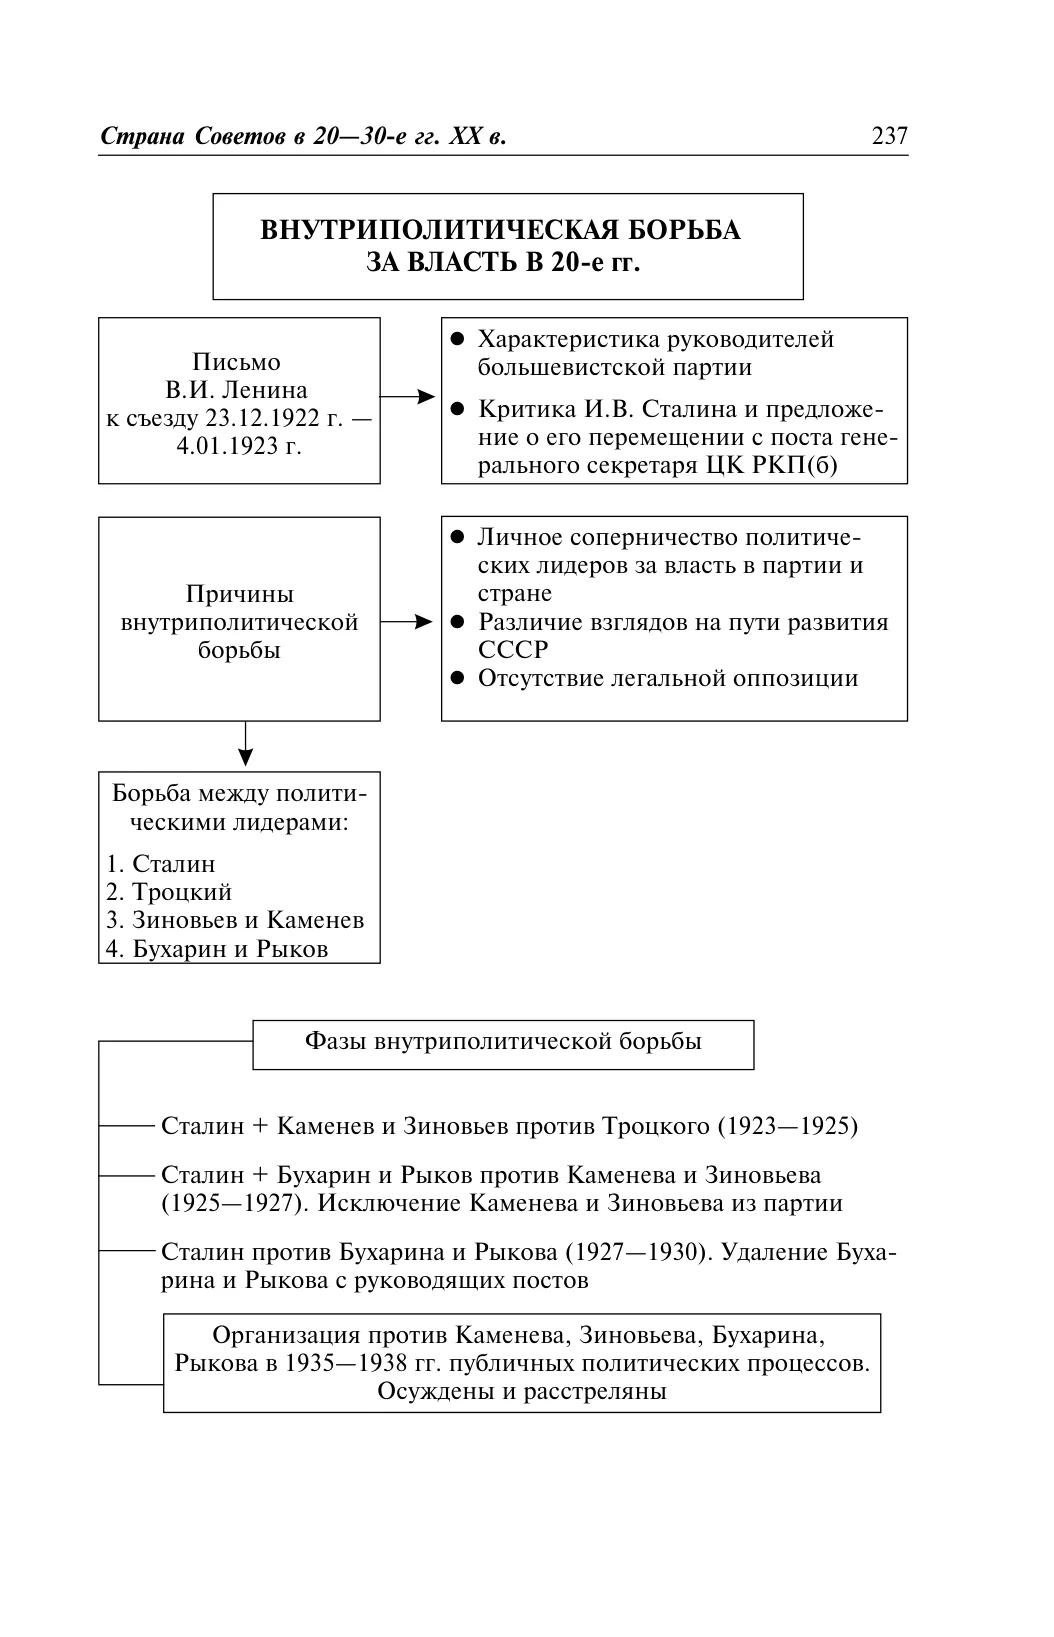 Страна Советов в 20—30-е гг. XX в. 237
ВНУТРИПОЛИТИЧЕСКАЯ БОРЬБА
ЗА ВЛАСТЬ В 20-е гг.
Письмо
В.И. Ленина
к съезду 23.12.1922 г. —
4.01.1923 г.
● Характеристика руководителей
большевистской партии
● Критика И.В. Сталина и предложе-
ние о его перемещении с поста гене-
рального секретаря ЦК РКП(б)
Причины
внутриполитической
борьбы
● Личное соперничество политиче-
ских лидеров за власть в партии и
стране
● Различие взглядов на пути развития
СССР
● Отсутствие легальной оппозиции
Борьба между полити-
ческими лидерами:
1. Сталин
2. Троцкий
3. Зиновьев и Каменев
4. Бухарин и Рыков
Фазы внутриполитической борьбы
Сталин + Каменев и Зиновьев против Троцкого (1923—1925)
Сталин + Бухарин и Рыков против Каменева и Зиновьева
(1925—1927). Исключение Каменева и Зиновьева из партии
Сталин против Бухарина и Рыкова (1927—1930). Удаление Буха-
рина и Рыкова с руководящих постов
Организация против Каменева, Зиновьева, Бухарина,
Рыкова в 1935—1938 гг. публичных политических процессов.
Осуждены и расстреляны